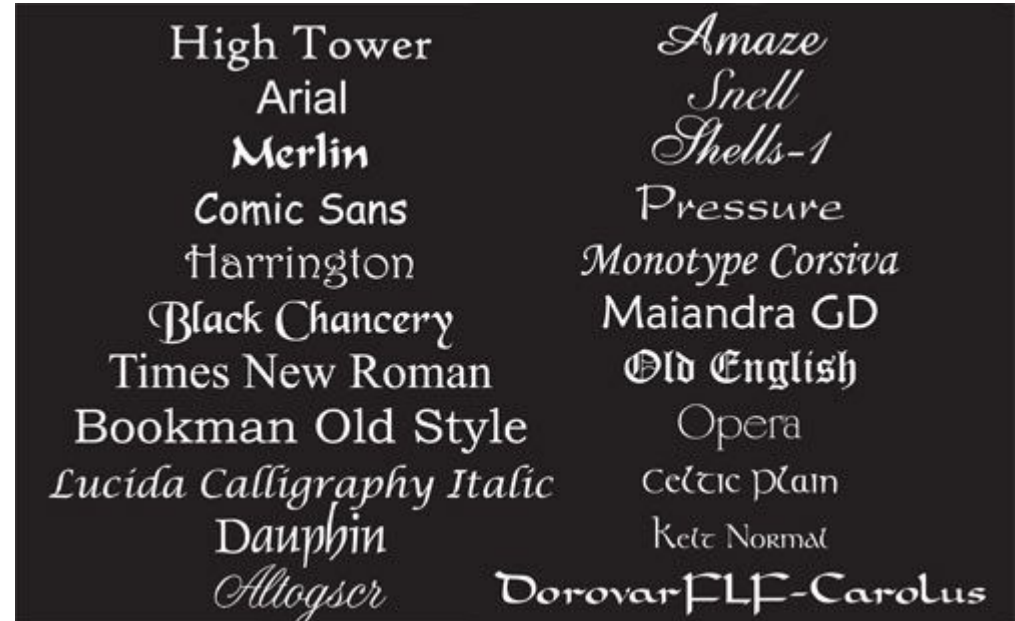 High Tower
Arial
Merlin
Comic Sans
Harrington
Black Chancery
Times New Roman
Bookman Old Style
Lucida Calligraphy Italic
Dauphin
Altogscr
Amaze
Snell
Shells-1
Pressure
Monotype Corsiva
Maiandra GD
Old English
Opera
Celtic Plain
Kelt Normal
DorovarFLF-Carolus